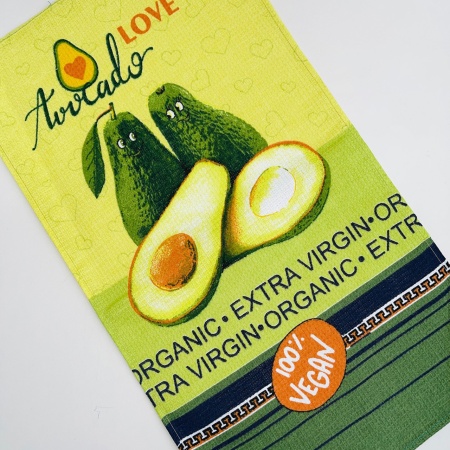 LOVE
Avocado
ORGANIC • EXTRA VIRGIN • OR
TRA VIRGIN • ORGANIC • EXTR
100%
VEGAN